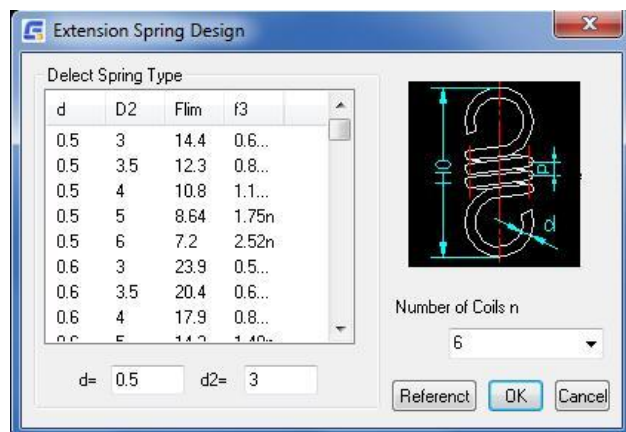 Extension Spring Design
Delect Spring Type
d D2 Flim f3
0.5 3 14.4 0.6...
0.5 3.5 12.3 0.8...
0.5 4 10.8 1.1...
0.5 5 8.64 1.75n
0.5 6 7.2 2.52n
0.6 3 23.9 0.5...
0.6 3.5 20.4 0.6...
0.6 4 17.9 0.8...
d= 0.5 d2= 3
H0
p
d
Number of Coils n
6
Referenct OK Cancel